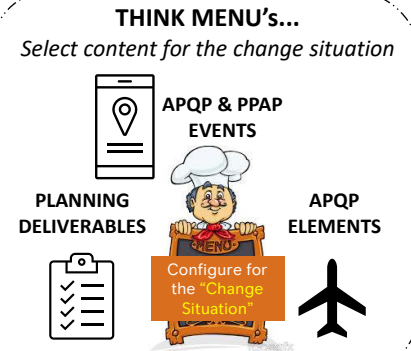 THINK MENU's...
Select content for the change situation
APQP & PPAP
EVENTS
PLANNING
DELIVERABLES
APQP
ELEMENTS
MENU
Configure for
the “Change
Situation”